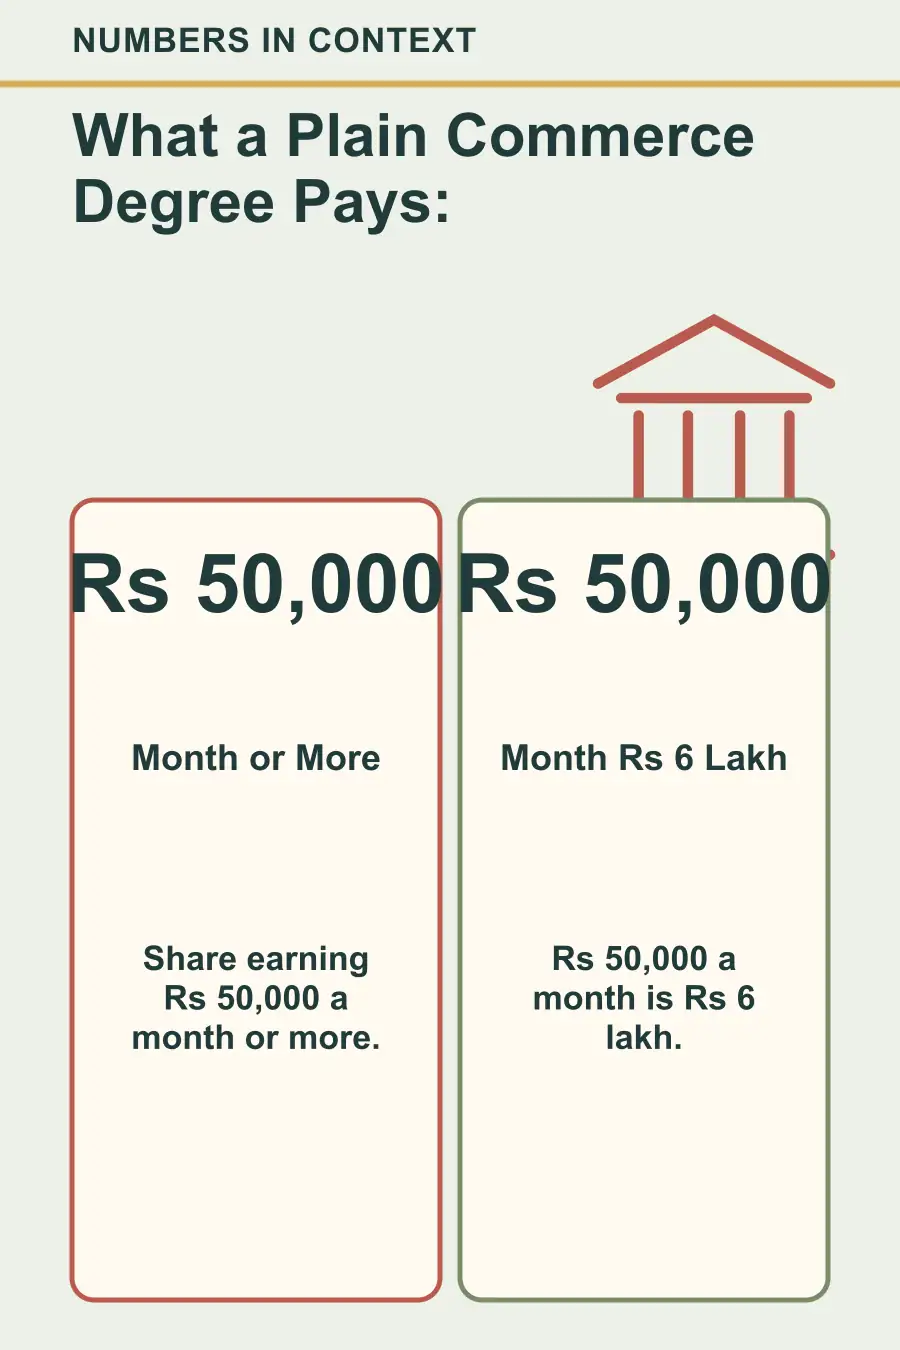 NUMBERS IN CONTEXT
What a Plain Commerce
Degree Pays:
Rs 50,000
Month or More
Share earning
Rs 50,000 a
month or more.
Rs 50,000
Month Rs 6 Lakh
Rs 50,000 a
month is Rs 6
lakh.